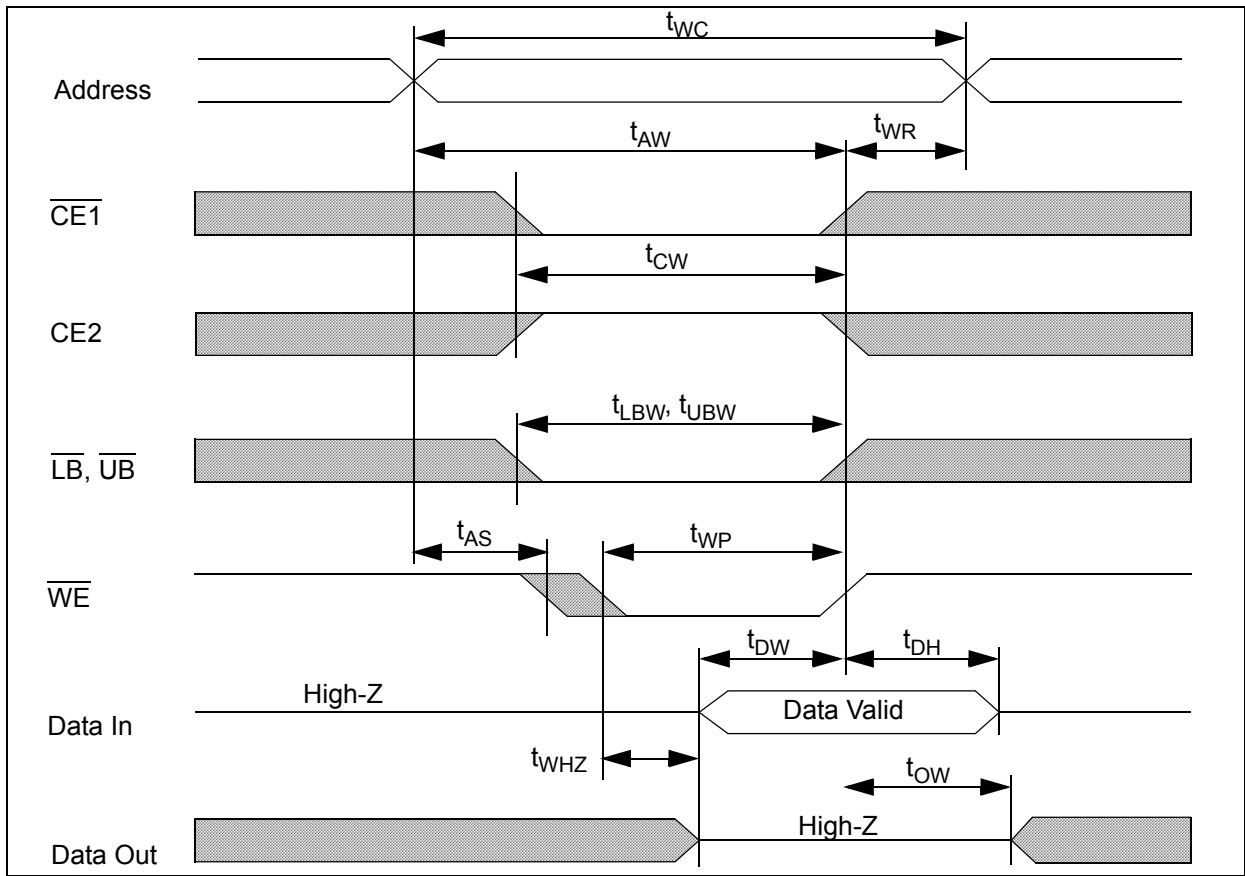 tWC
Address
tAW
tWR
CE1
tCW
CE2
tLBW, tUBW
LB, UB
tAS
tWP
WE
tDW
tDH
High-Z
Data Valid
Data In
tWHZ
tOW
High-Z
Data Out